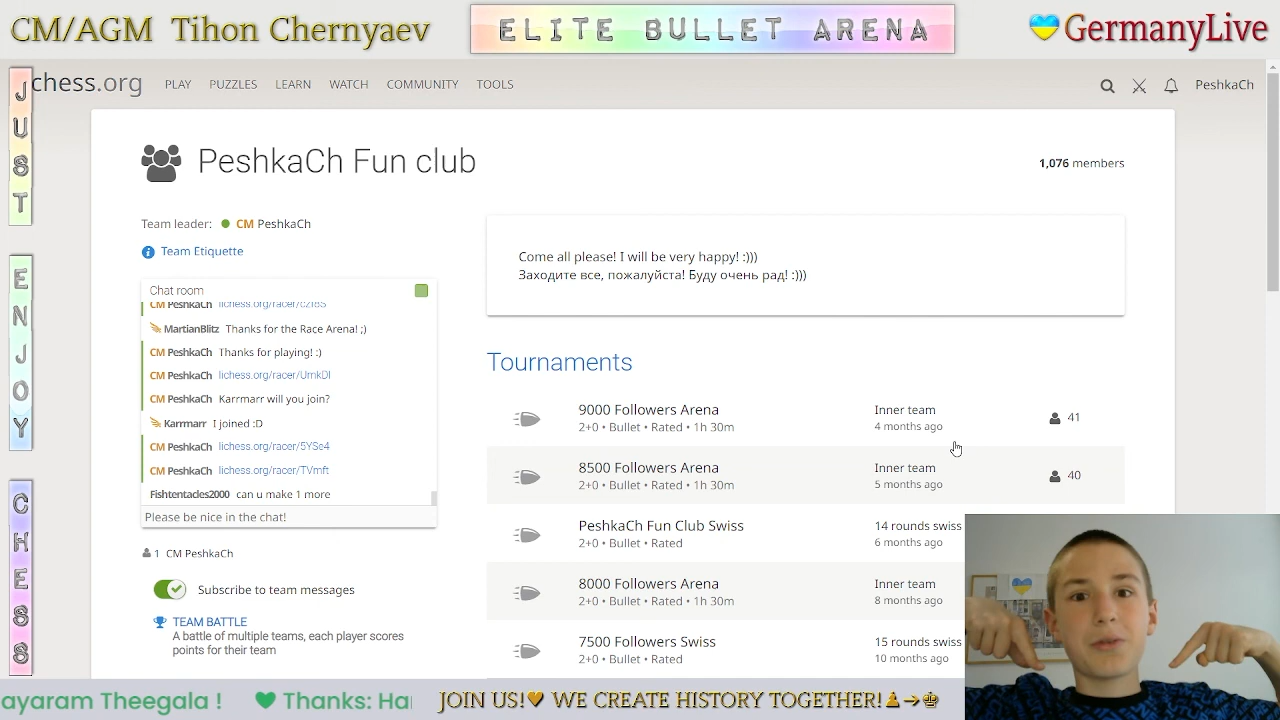 CM/AGM Tihon Chernyaev
ELITE BULLET ARENA
GermanyLive
JUST
ENJOY
CHESS
chess.org
PLAY
PUZZLES
LEARN
WATCH
COMMUNITY
TOOLS
PeshkaCh
PeshkaCh Fun club
1,076 members
Team leader: CM PeshkaCh
Team Etiquette
Come all please! I will be very happy! :)))
Заходите все, пожалуйста! Буду очень рад! :)))
Chat room
CM PeshkaCh lichess.org/racer/czt8S
MartianBlitz Thanks for the Race Arena! ;)
CM PeshkaCh Thanks for playing! :)
CM PeshkaCh lichess.org/racer/UmkDI
CM PeshkaCh Karrmarr will you join?
Karrmarr I joined :D
CM PeshkaCh lichess.org/racer/5YSe4
CM PeshkaCh lichess.org/racer/TVmft
Fishtentacles2000 can u make 1 more
Please be nice in the chat!
1 CM PeshkaCh
Subscribe to team messages
TEAM BATTLE
A battle of multiple teams, each player scores
points for their team
Tournaments
9000 Followers Arena
2+0 • Bullet • Rated • 1h 30m
Inner team
4 months ago
41
8500 Followers Arena
2+0 • Bullet • Rated • 1h 30m
Inner team
5 months ago
40
PeshkaCh Fun Club Swiss
2+0 • Bullet • Rated
14 rounds swiss
6 months ago
8000 Followers Arena
2+0 • Bullet • Rated • 1h 30m
Inner team
8 months ago
7500 Followers Swiss
2+0 • Bullet • Rated
15 rounds swiss
10 months ago
ayaram Theegala ! 💚 Thanks: Ha
JOIN US!🧡 WE CREATE HISTORY TOGETHER!♟→♚